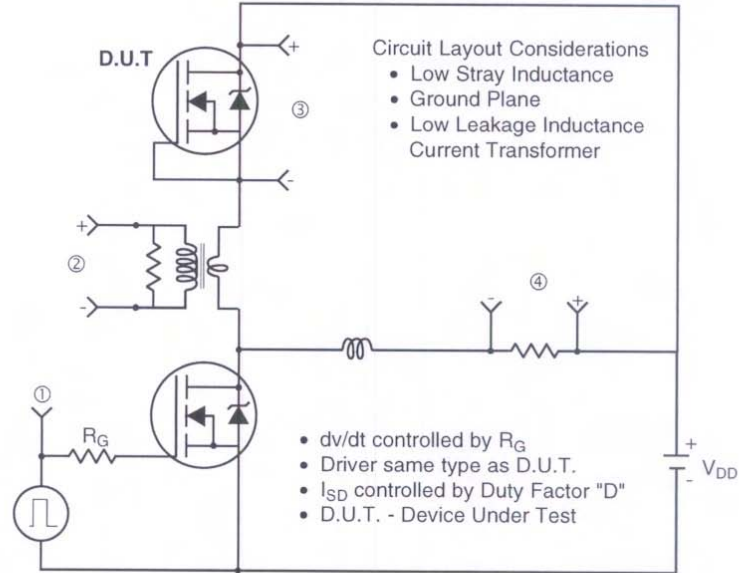 D.U.T
+
Circuit Layout Considerations
• Low Stray Inductance
• Ground Plane
• Low Leakage Inductance
Current Transformer
③
-
+
②
-
④
-
+
①
R_G
• dv/dt controlled by R_G
• Driver same type as D.U.T.
• I_SD controlled by Duty Factor "D"
• D.U.T. - Device Under Test
+
V_DD
-